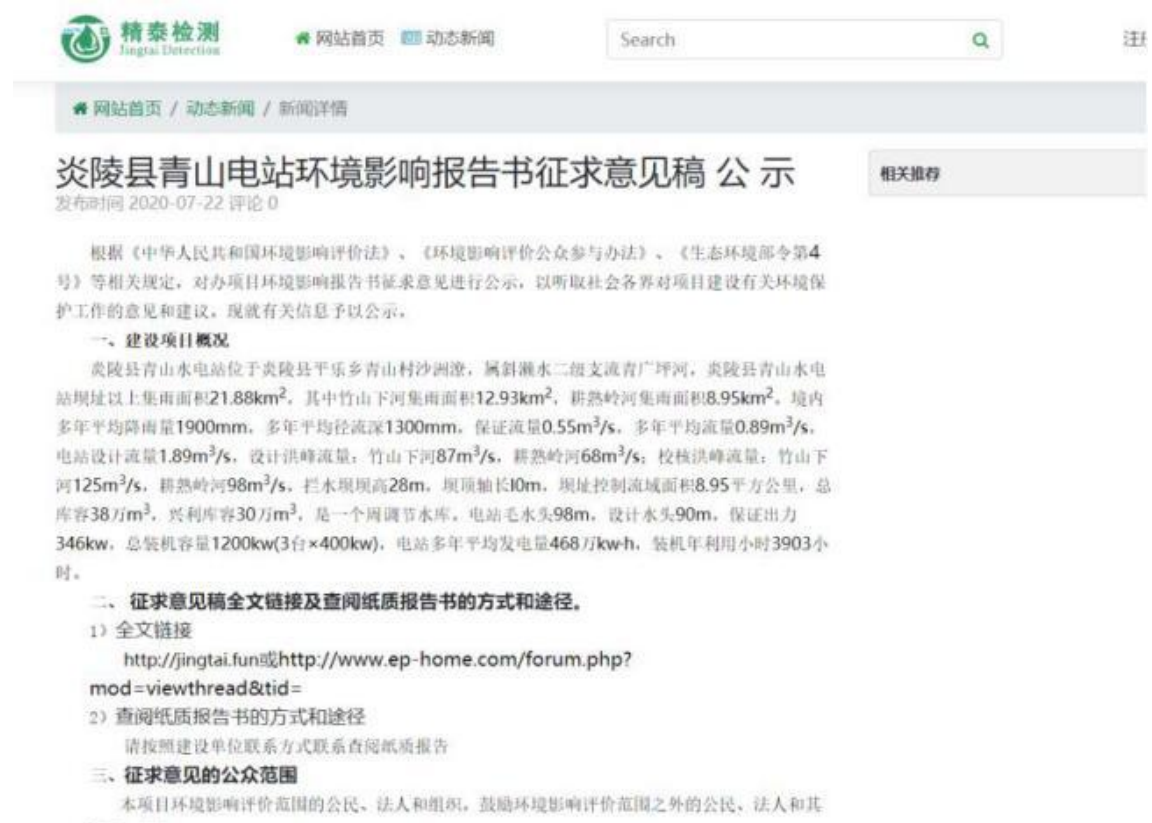 精泰检测
Jingtai Detection
网站首页 动态新闻 Search
网站首页 / 动态新闻 / 新闻详情
炎陵县青山电站环境影响报告书征求意见稿 公 示
相关推荐
发布时间 2020-07-22 评论 0
根据《中华人民共和国环境影响评价法》、《环境影响评价公众参与办法》、《生态环境部令第4
号》等相关规定，对办项目环境影响报告书征求意见进行公示，以听取社会各界对项目建设有关环境保
护工作的意见和建议。现就有关信息予以公示。
一、建设项目概况
炎陵县青山水电站位于炎陵县平乐乡青山村沙洲潦，属斜濑水二级支流青广坪河，炎陵县青山水电
站坝址以上集雨面积21.88km²，其中竹山下河集雨面积12.93km²，耕熟岭河集雨面积8.95km²。境内
多年平均降雨量1900mm，多年平均径流深1300mm，保证流量0.55m³/s，多年平均流量0.89m³/s，
电站设计流量1.89m³/s，设计洪峰流量：竹山下河87m³/s，耕熟岭河68m³/s；校核洪峰流量：竹山下
河125m³/s，耕熟岭河98m³/s。拦水坝坝高28m，坝顶轴长l0m，坝址控制流域面积8.95平方公里，总
库容38万m³，兴利库容30万m³，是一个周调节水库。电站毛水头98m，设计水头90m，保证出力
346kw，总装机容量1200kw(3台×400kw)，电站多年平均发电量468万kw·h，装机年利用小时3903小
时。
二、 征求意见稿全文链接及查阅纸质报告书的方式和途径。
1）全文链接
http://jingtai.fun或http://www.ep-home.com/forum.php?
mod=viewthread&tid=
2）查阅纸质报告书的方式和途径
请按照建设单位联系方式联系查阅纸质报告
三、征求意见的公众范围
本项目环境影响评价范围的公民、法人和组织，鼓励环境影响评价范围之外的公民、法人和其